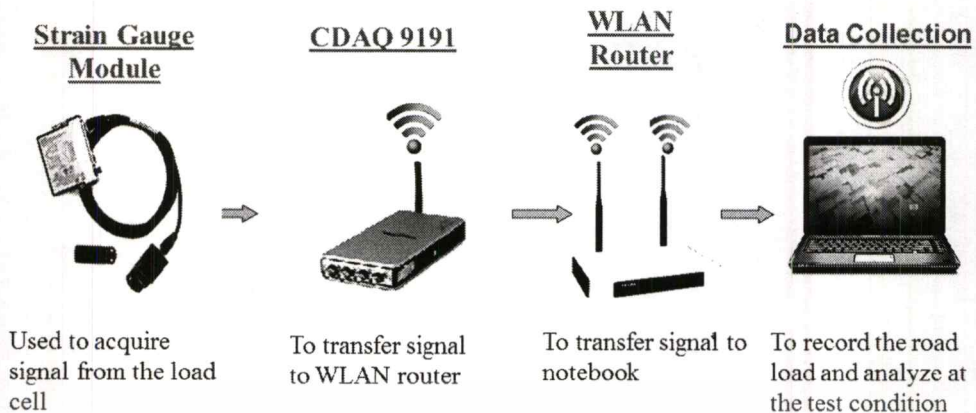 Strain Gauge
Module
CDAQ 9191
WLAN
Router
Data Collection
Used to acquire
signal from the load
cell
To transfer signal
to WLAN router
To transfer signal to
notebook
To record the road
load and analyze at
the test condition